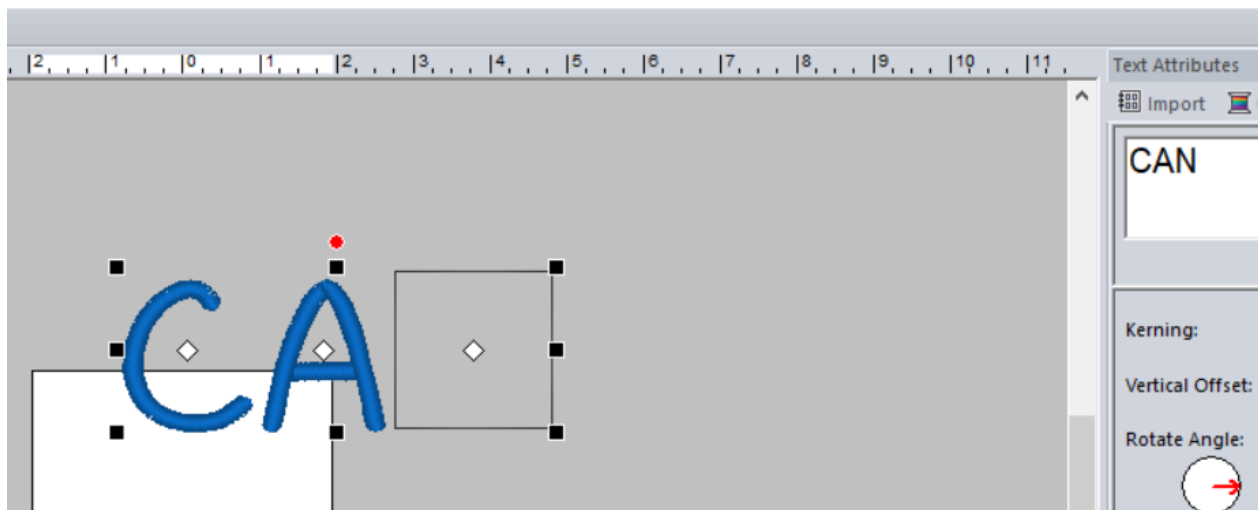 2 1 0 1 2 3 4 5 6 7 8 9 10 11
Text Attributes
Import
CAN
CA
Kerning:
Vertical Offset:
Rotate Angle: